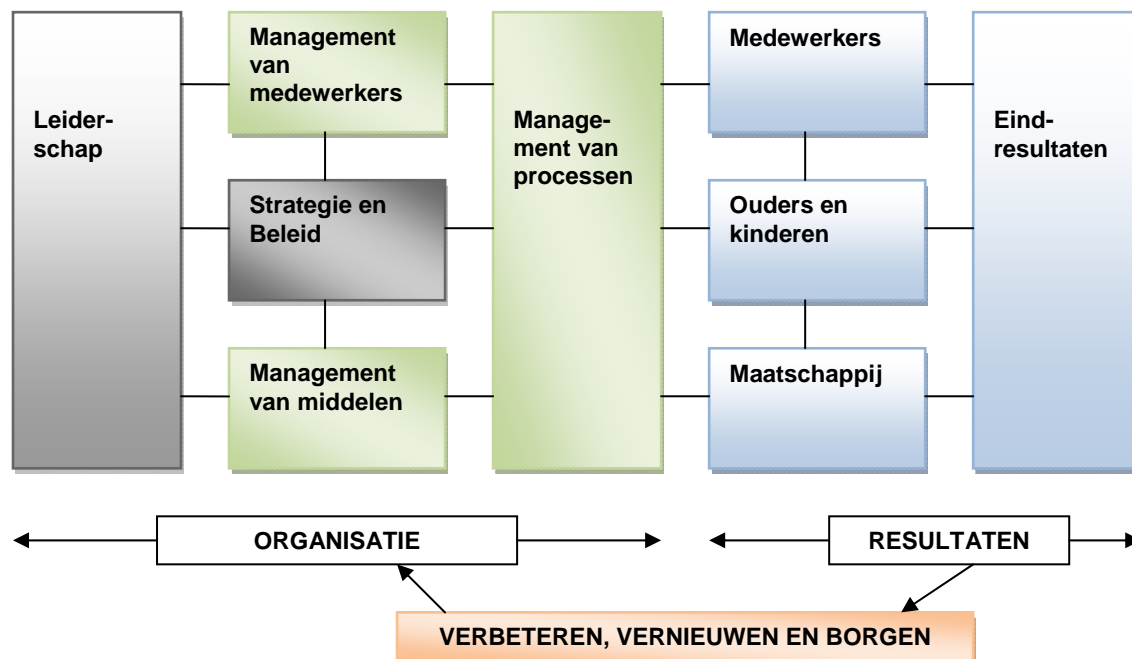 Leider-
schap
Management
van
medewerkers
Strategie en
Beleid
Management
van middelen
Manage-
ment van
processen
Medewerkers
Ouders en
kinderen
Maatschappij
Eind-
resultaten
ORGANISATIE
RESULTATEN
VERBETEREN, VERNIEUWEN EN BORGEN